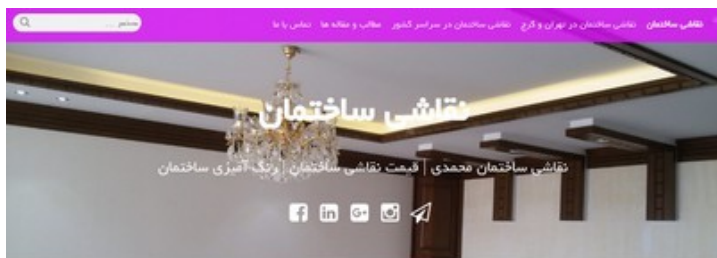 نقاشی ساختمان نقاشی ساختمان در تهران و کرج نقاشی ساختمان در سراسر کشور مطالب و مقاله ها تماس با ما
جستجو ...
نقاشی ساختمان
نقاشی ساختمان محمدی | قیمت نقاشی ساختمان | رنگ آمیزی ساختمان